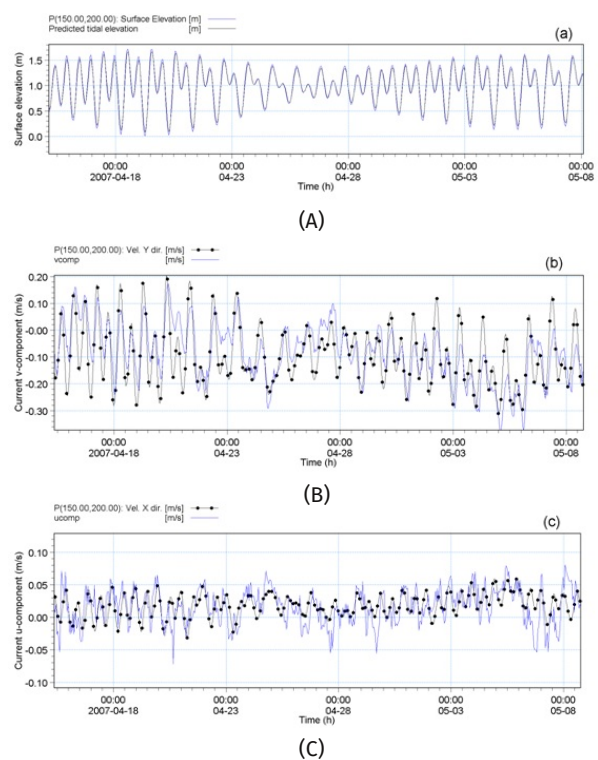 P(150.00,200.00): Surface Elevation [m]
Predicted tidal elevation [m]
(a)
Surface elevation (m)
1.5
1.0
0.5
0.0
00:00 00:00 00:00 00:00 00:00
2007-04-18 04-23 04-28 05-03 05-08
Time (h)
(A)
P(150.00,200.00): Vel. Y dir. [m/s]
vcomp [m/s]
(b)
Current v-component (m/s)
0.20
0.10
-0.00
-0.10
-0.20
-0.30
00:00 00:00 00:00 00:00 00:00
2007-04-18 04-23 04-28 05-03 05-08
Time (h)
(B)
P(150.00,200.00): Vel. X dir. [m/s]
ucomp [m/s]
(c)
Current u-component (m/s)
0.10
0.05
0.00
-0.05
-0.10
00:00 00:00 00:00 00:00 00:00
2007-04-18 04-23 04-28 05-03 05-08
Time (h)
(C)